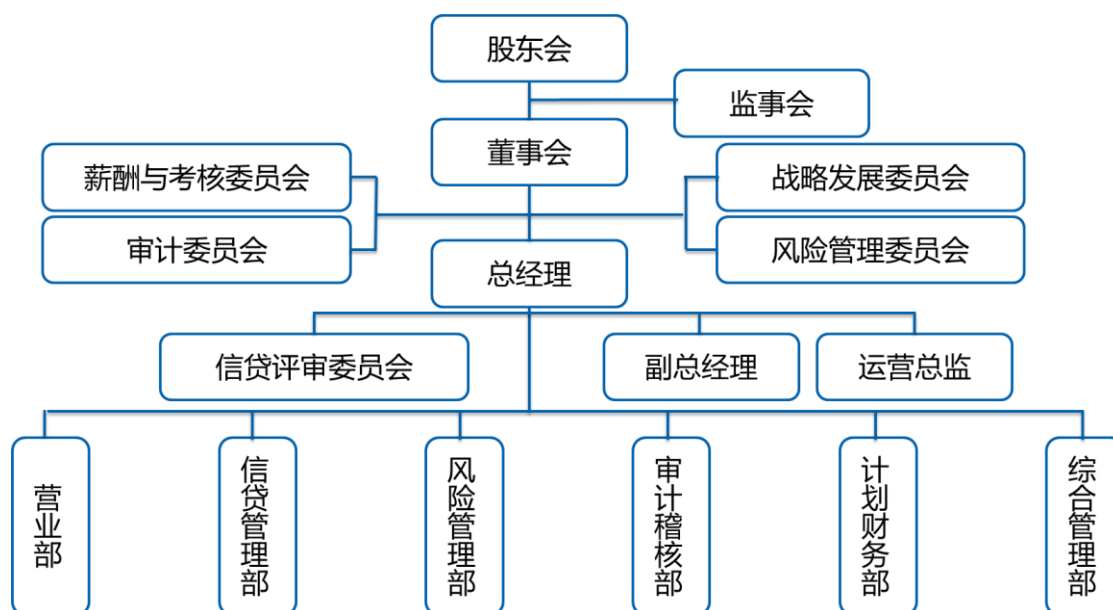 股东会
监事会
董事会
薪酬与考核委员会
战略发展委员会
审计委员会
风险管理委员会
总经理
信贷评审委员会
副总经理
运营总监
营业部
信贷管理部
风险管理部
审计稽核部
计划财务部
综合管理部